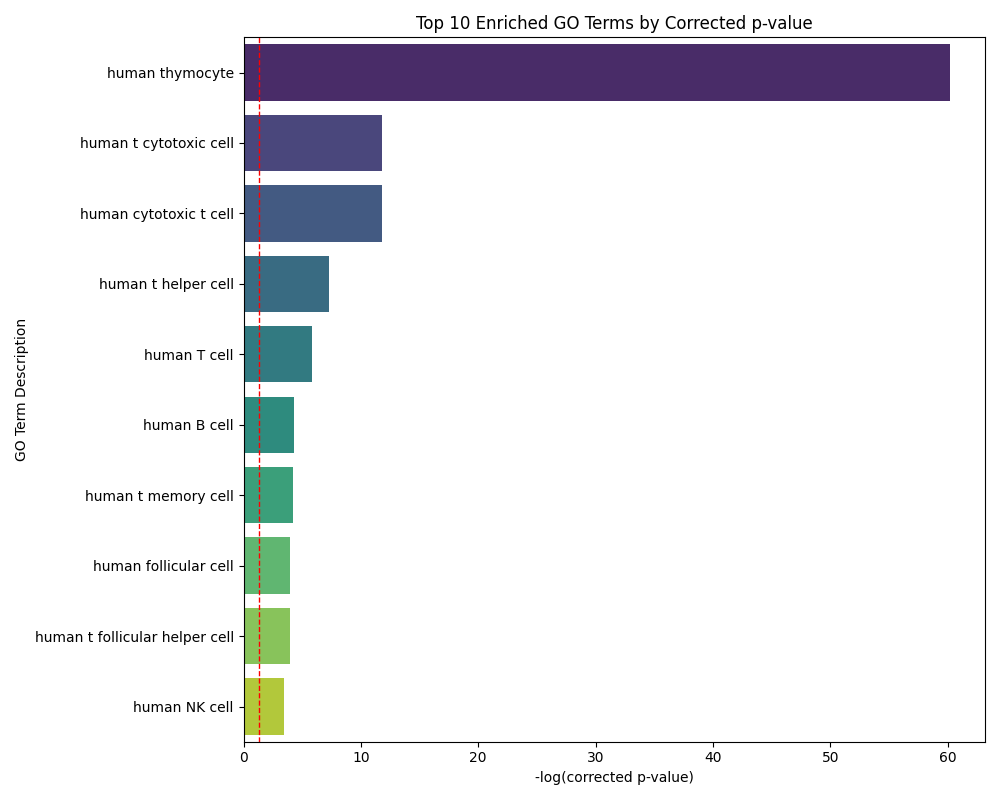 Top 10 Enriched GO Terms by Corrected p-value
human thymocyte
human t cytotoxic cell
human cytotoxic t cell
human t helper cell
human T cell
human B cell
human t memory cell
human follicular cell
human t follicular helper cell
human NK cell
GO Term Description
0 10 20 30 40 50 60
-log(corrected p-value)